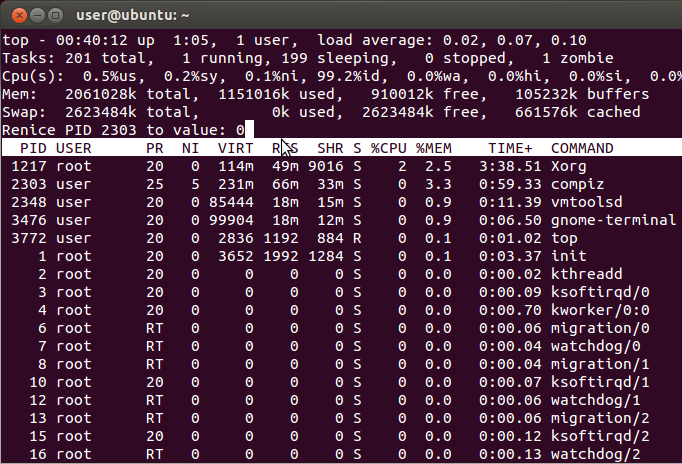 user@ubuntu: ~
top - 00:40:12 up  1:05,  1 user,  load average: 0.02, 0.07, 0.10
Tasks: 201 total,   1 running, 199 sleeping,   0 stopped,   1 zombie
Cpu(s):  0.5%us,  0.2%sy,  0.1%ni, 99.2%id,  0.0%wa,  0.0%hi,  0.0%si,  0.0%
Mem:   2061028k total,  1151016k used,   910012k free,   105232k buffers
Swap:  2623484k total,        0k used,  2623484k free,   661576k cached
Renice PID 2303 to value: 0
  PID USER      PR  NI  VIRT  RES  SHR S %CPU %MEM    TIME+  COMMAND
 1217 root      20   0  114m  49m 9016 S    2  2.5   3:38.51 Xorg
 2303 user      25   5  231m  66m  33m S    0  3.3   0:59.33 compiz
 2348 user      20   0 85444  18m  15m S    0  0.9   0:11.39 vmtoolsd
 3476 user      20   0 99904  18m  12m S    0  0.9   0:06.50 gnome-terminal
 3772 user      20   0  2836 1192  884 R    0  0.1   0:01.02 top
    1 root      20   0  3652 1992 1284 S    0  0.1   0:03.37 init
    2 root      20   0     0    0    0 S    0  0.0   0:00.02 kthreadd
    3 root      20   0     0    0    0 S    0  0.0   0:00.09 ksoftirqd/0
    4 root      20   0     0    0    0 S    0  0.0   0:00.70 kworker/0:0
    6 root      RT   0     0    0    0 S    0  0.0   0:00.06 migration/0
    7 root      RT   0     0    0    0 S    0  0.0   0:00.04 watchdog/0
    8 root      RT   0     0    0    0 S    0  0.0   0:00.04 migration/1
   10 root      20   0     0    0    0 S    0  0.0   0:00.07 ksoftirqd/1
   12 root      RT   0     0    0    0 S    0  0.0   0:00.06 watchdog/1
   13 root      RT   0     0    0    0 S    0  0.0   0:00.06 migration/2
   15 root      20   0     0    0    0 S    0  0.0   0:00.12 ksoftirqd/2
   16 root      RT   0     0    0    0 S    0  0.0   0:00.13 watchdog/2